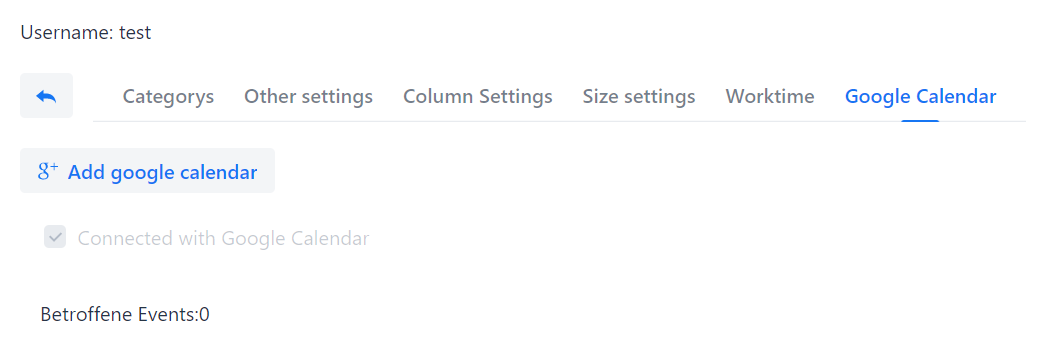 Username: test
Categorys Other settings Column Settings Size settings Worktime Google Calendar
g+ Add google calendar
Connected with Google Calendar
Betroffene Events:0